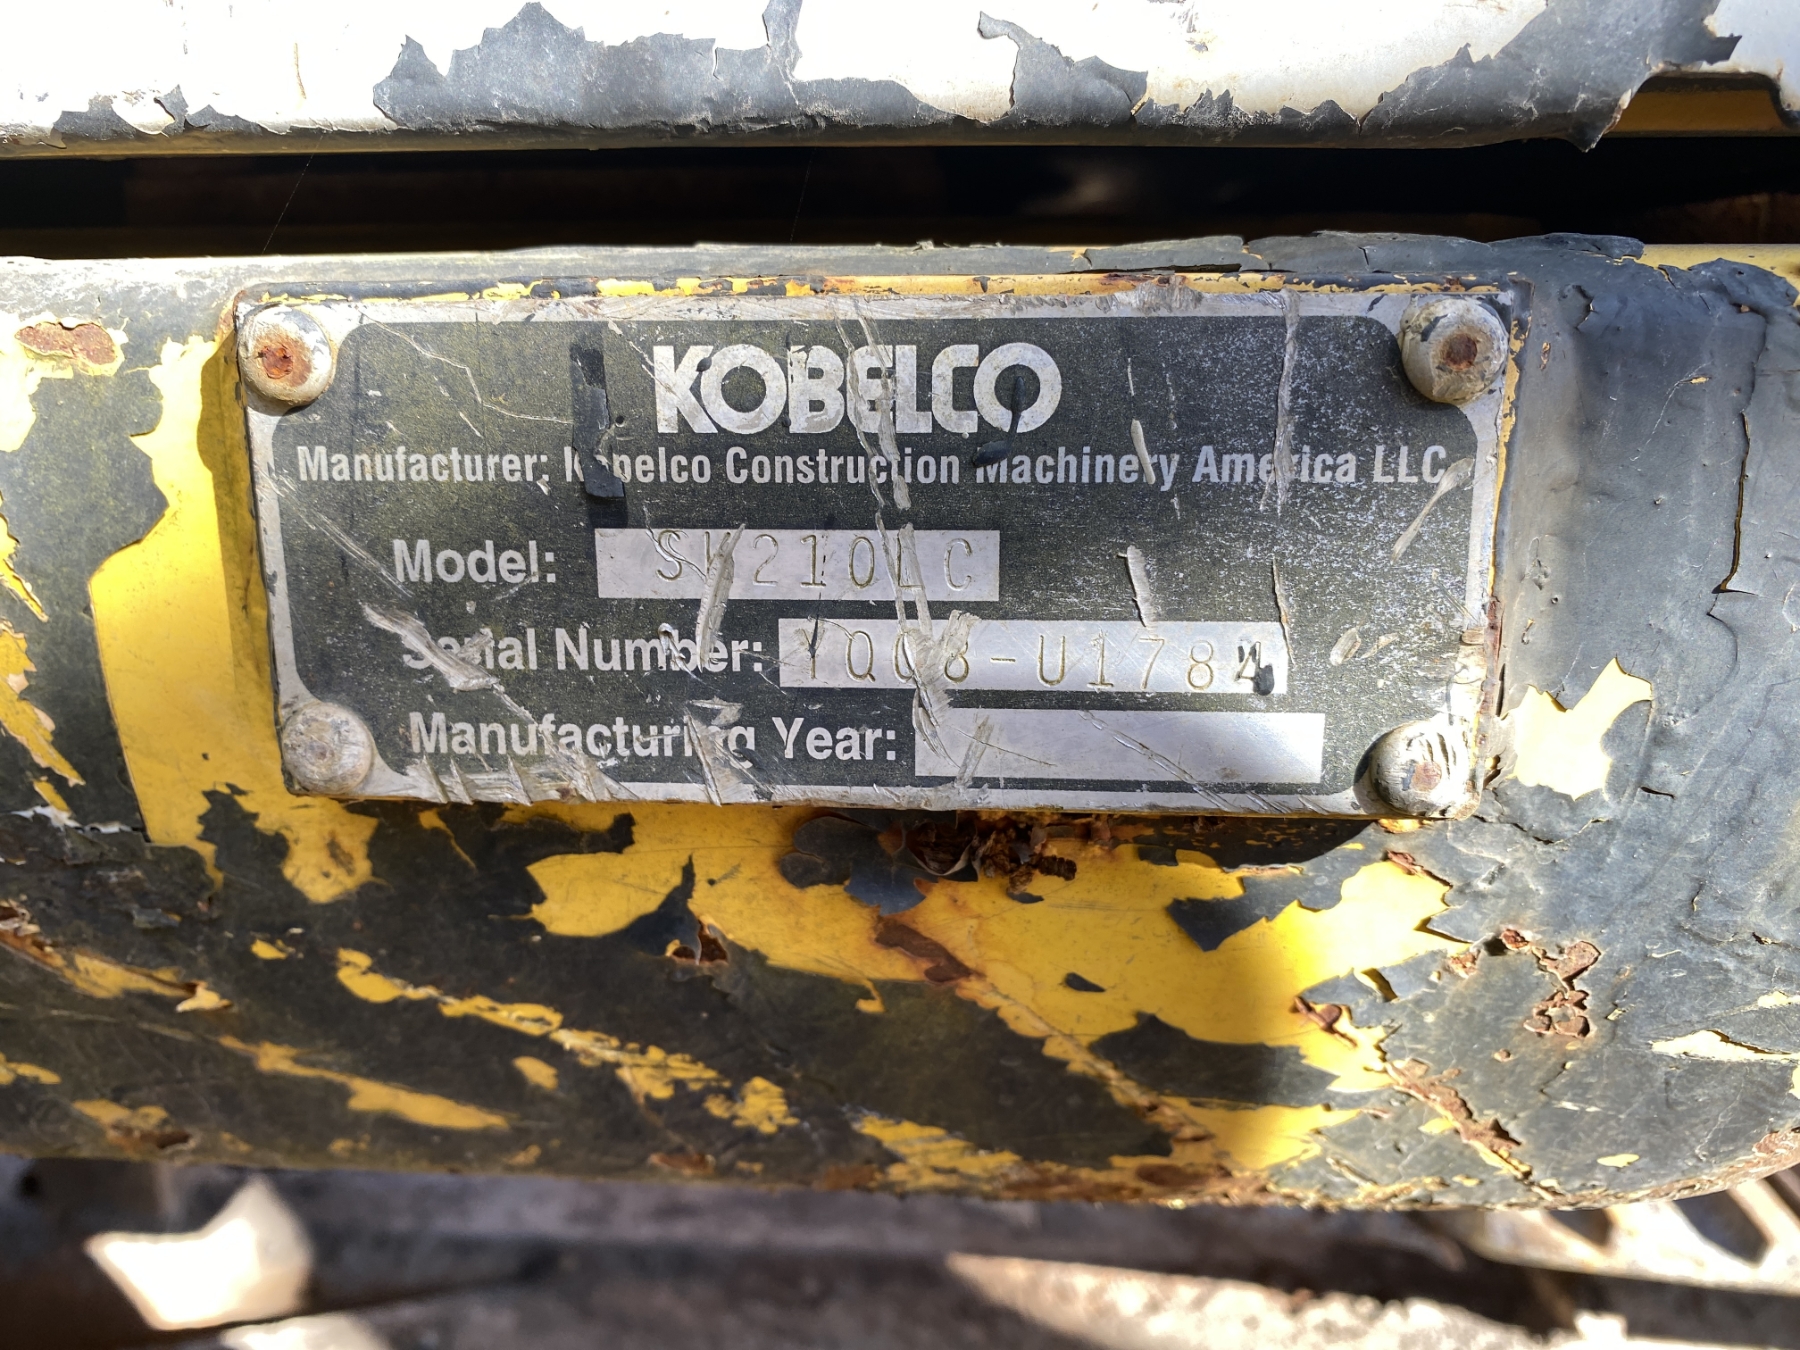 KOBELCO
Manufacturer: Kobelco Construction Machinery America LLC
Model: SK210LC
Serial Number: YQ08-U1784
Manufacturing Year: